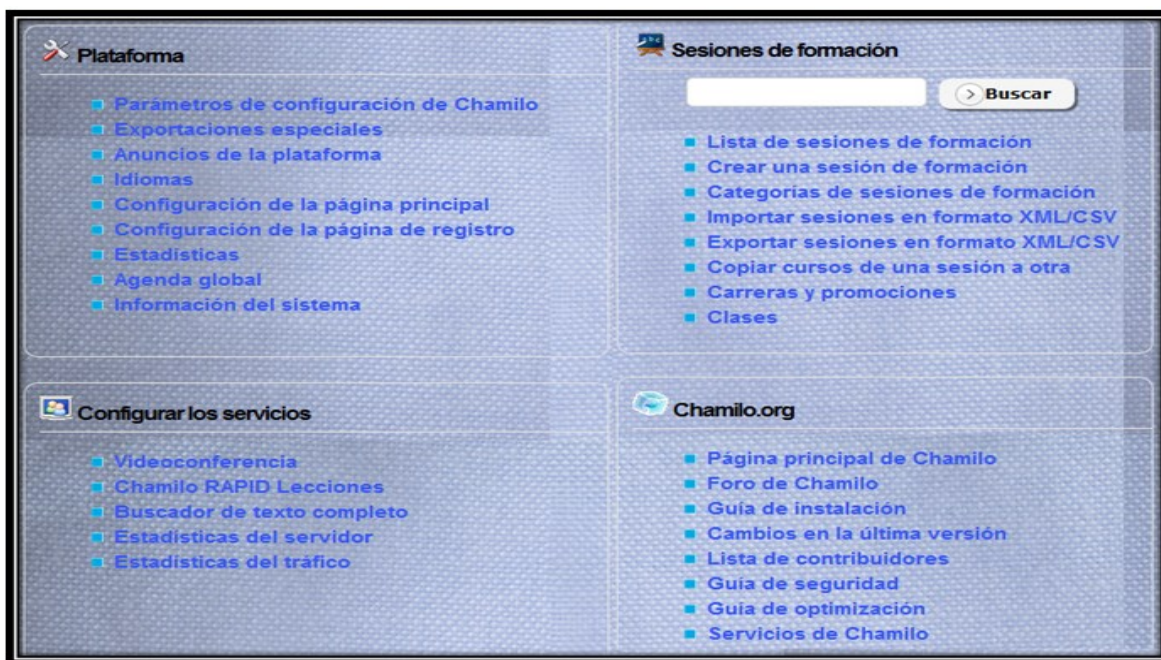 Plataforma
Parámetros de configuración de Chamilo
Exportaciones especiales
Anuncios de la plataforma
Idiomas
Configuración de la página principal
Configuración de la página de registro
Estadísticas
Agenda global
Información del sistema
Sesiones de formación
Buscar
Lista de sesiones de formación
Crear una sesión de formación
Categorías de sesiones de formación
Importar sesiones en formato XML/CSV
Exportar sesiones en formato XML/CSV
Copiar cursos de una sesión a otra
Carreras y promociones
Clases
Configurar los servicios
Videoconferencia
Chamilo RAPID Lecciones
Buscador de texto completo
Estadísticas del servidor
Estadísticas del tráfico
Chamilo.org
Página principal de Chamilo
Foro de Chamilo
Guía de instalación
Cambios en la última versión
Lista de contribuidores
Guía de seguridad
Guía de optimización
Servicios de Chamilo